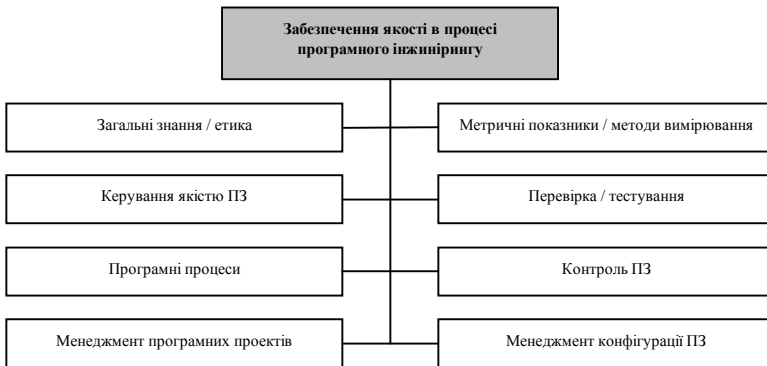 Забезпечення якості в процесі
програмного інжинірингу
Загальні знання / етика
Метричні показники / методи вимірювання
Керування якістю ПЗ
Перевірка / тестування
Програмні процеси
Контроль ПЗ
Менеджмент програмних проектів
Менеджмент конфігурації ПЗ